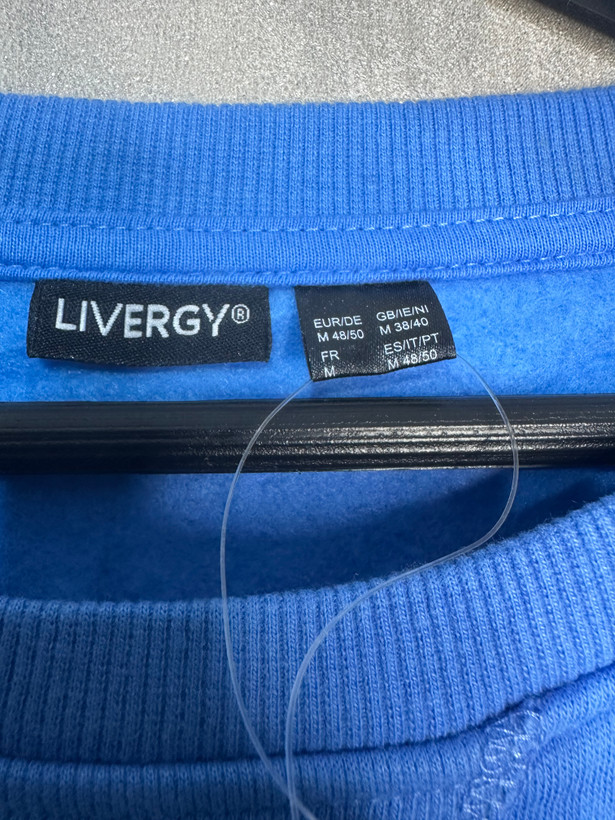 LIVERGY®
EUR/DE GB/IE/NI
M 48/50 M 38/40
FR ES/IT/PT
M M 48/50